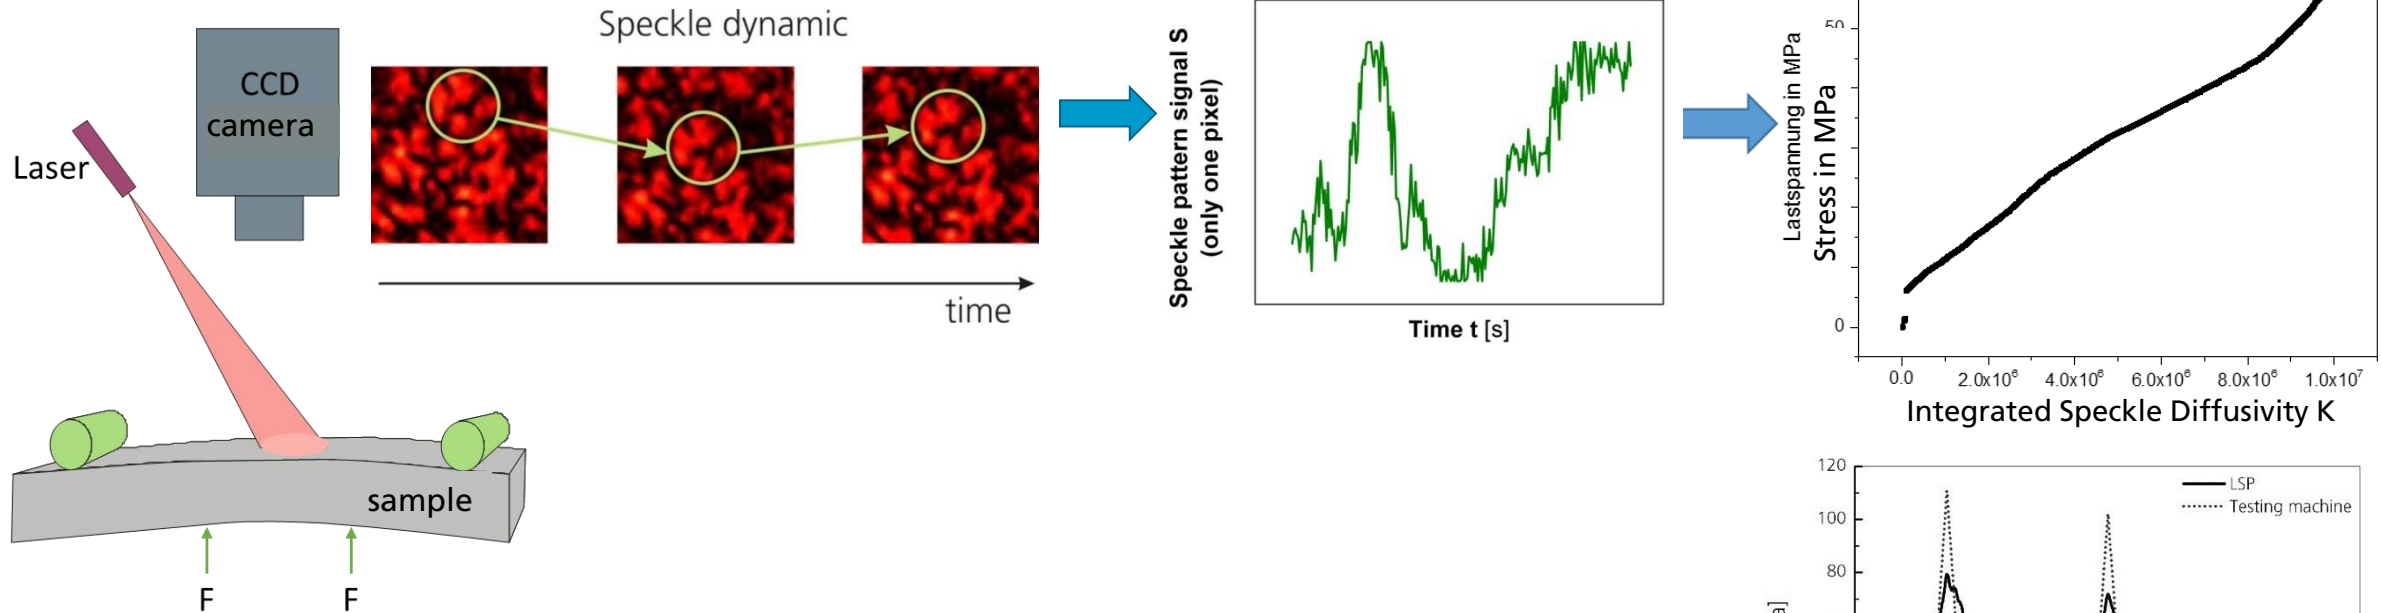 Speckle dynamic
CCD
camera
Laser
sample
F
F
time
Speckle pattern signal S
(only one pixel)
Time t [s]
Lastspannung in MPa
Stress in MPa
50
0
0.0
2.0x10⁶
4.0x10⁶
6.0x10⁶
8.0x10⁶
1.0x10⁷
Integrated Speckle Diffusivity K
120
100
80
LSP
Testing machine